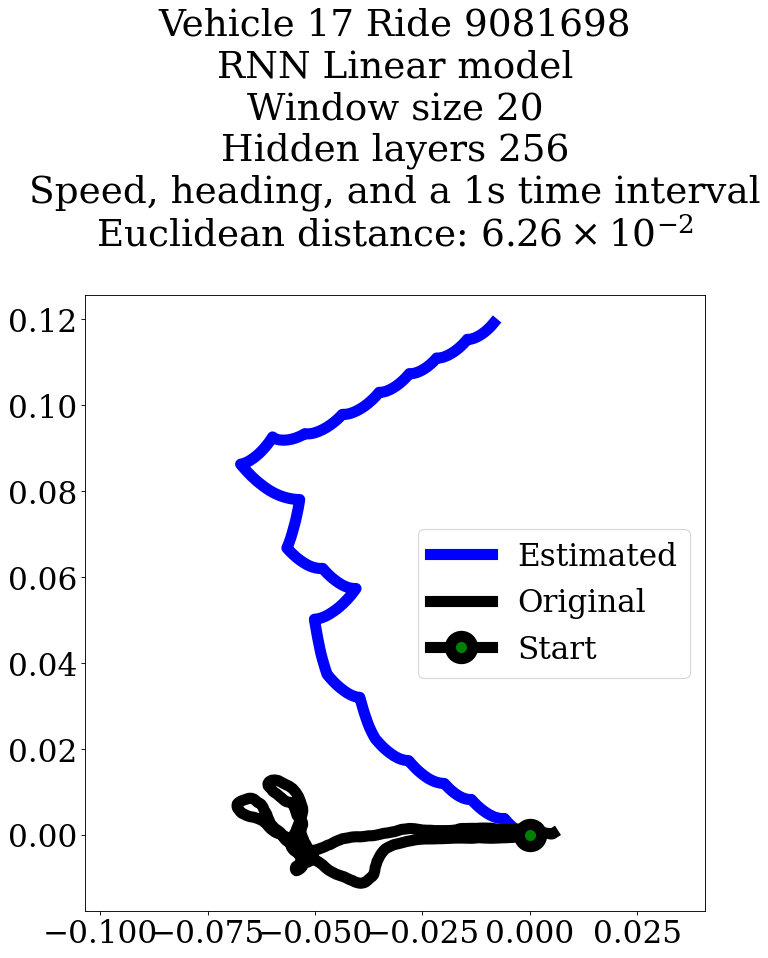 Vehicle 17 Ride 9081698
RNN Linear model
Window size 20
Hidden layers 256
Speed, heading, and a 1s time interval
Euclidean distance: 6.26 × 10⁻²
0.12
0.10
0.08
0.06
0.04
0.02
0.00
Estimated
Original
Start
−0.100 −0.075 −0.050 −0.025 0.000 0.025